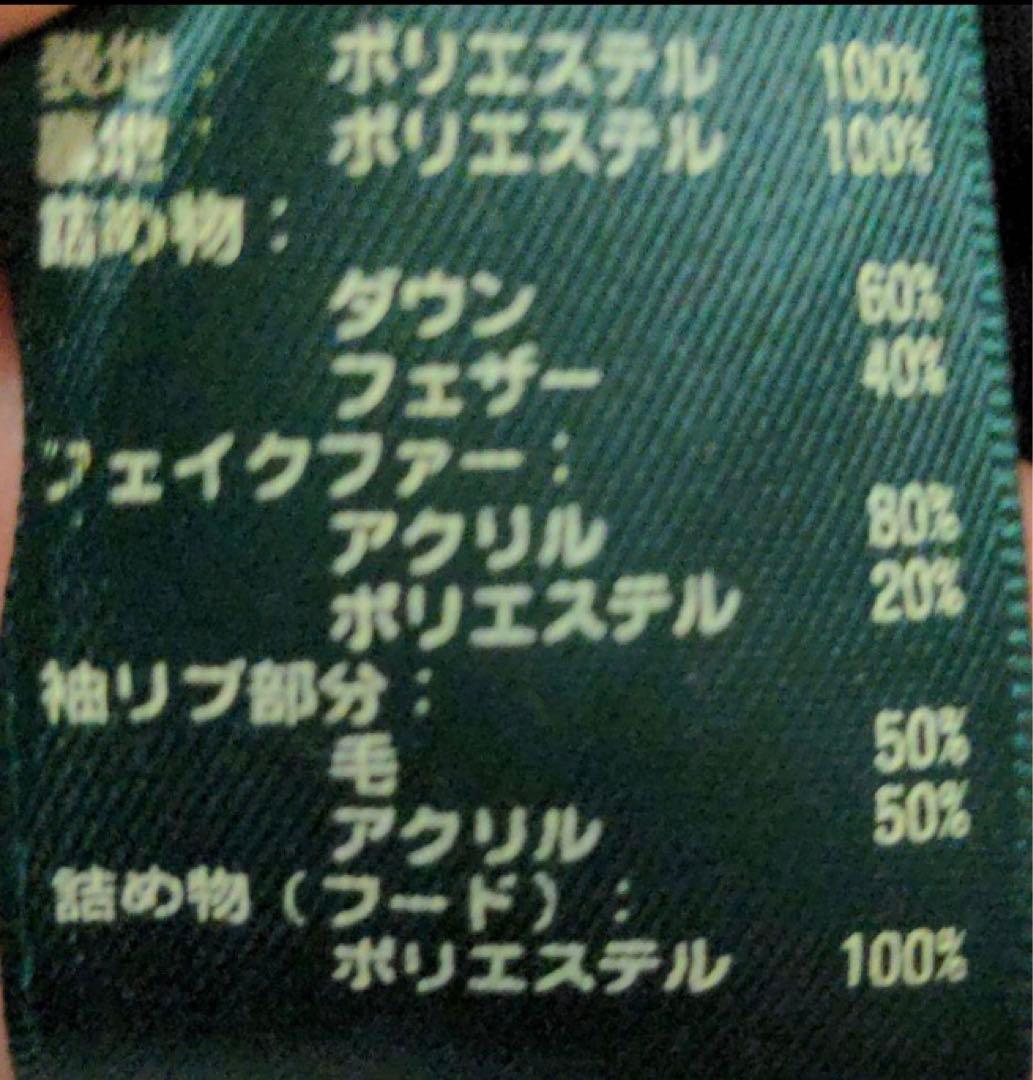 表地: ポリエステル 100%
裏地: ポリエステル 100%
詰め物:
ダウン 60%
フェザー 40%
フェイクファー:
アクリル 80%
ポリエステル 20%
袖リブ部分:
毛 50%
アクリル 50%
詰め物(フード):
ポリエステル 100%